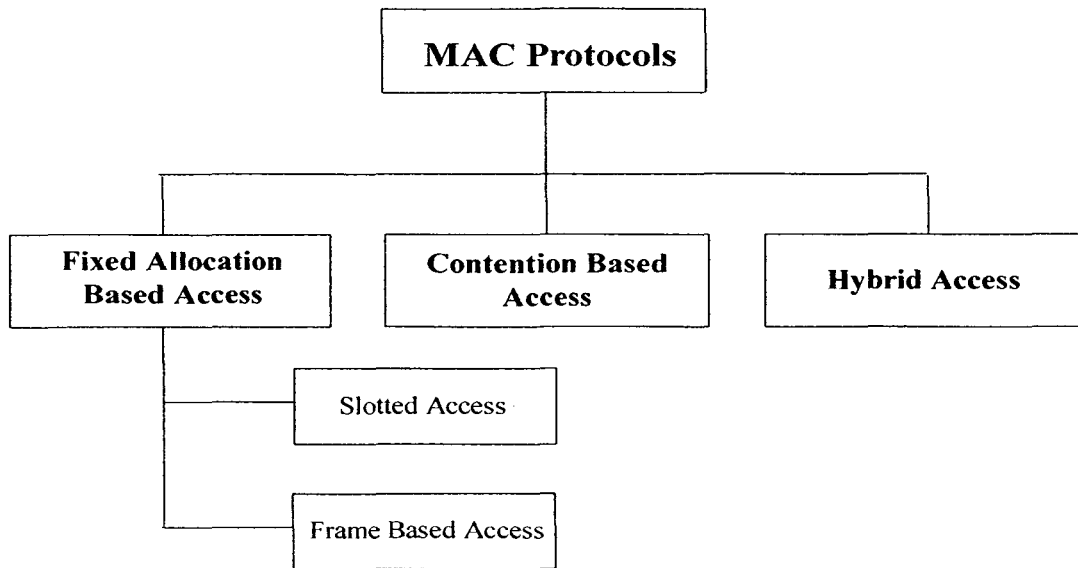 MAC Protocols
Fixed Allocation
Based Access
Contention Based
Access
Hybrid Access
Slotted Access
Frame Based Access